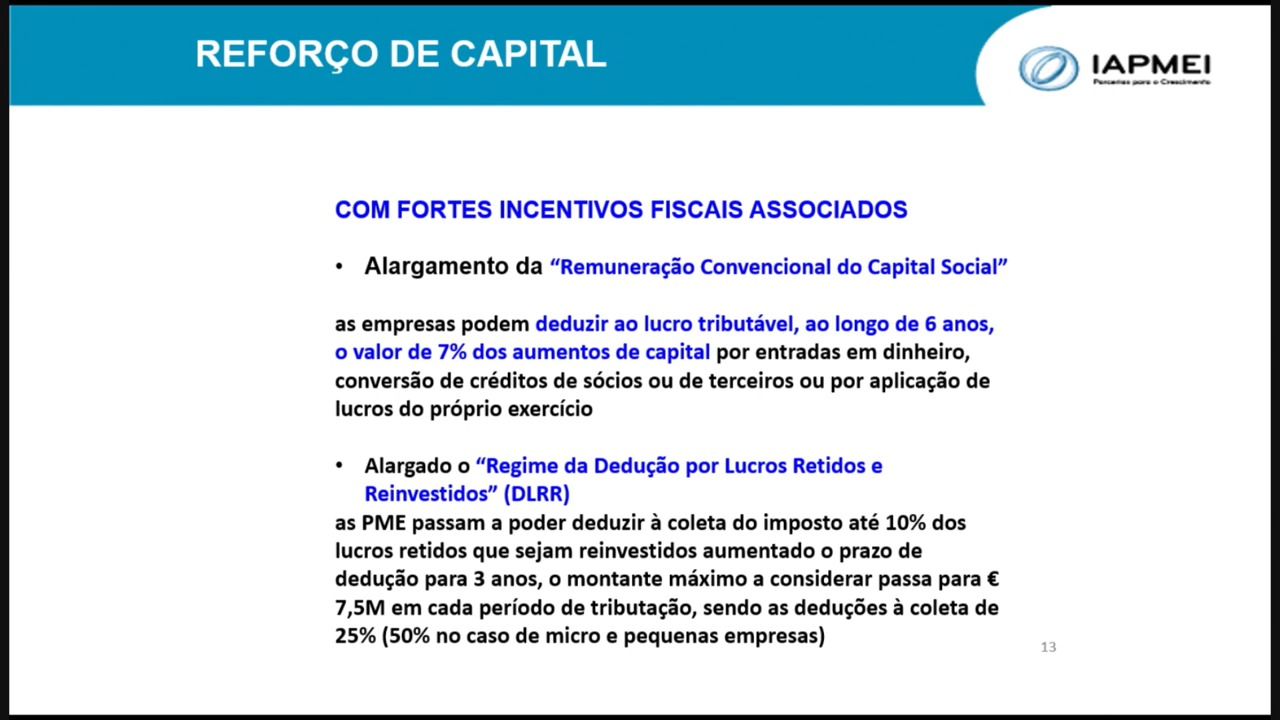 REFORÇO DE CAPITAL
IAPMEI
Parcerias para o Crescimento
COM FORTES INCENTIVOS FISCAIS ASSOCIADOS
• Alargamento da “Remuneração Convencional do Capital Social”
as empresas podem deduzir ao lucro tributável, ao longo de 6 anos,
o valor de 7% dos aumentos de capital por entradas em dinheiro,
conversão de créditos de sócios ou de terceiros ou por aplicação de
lucros do próprio exercício
• Alargado o “Regime da Dedução por Lucros Retidos e
Reinvestidos” (DLRR)
as PME passam a poder deduzir à coleta do imposto até 10% dos
lucros retidos que sejam reinvestidos aumentado o prazo de
dedução para 3 anos, o montante máximo a considerar passa para €
7,5M em cada período de tributação, sendo as deduções à coleta de
25% (50% no caso de micro e pequenas empresas)
13